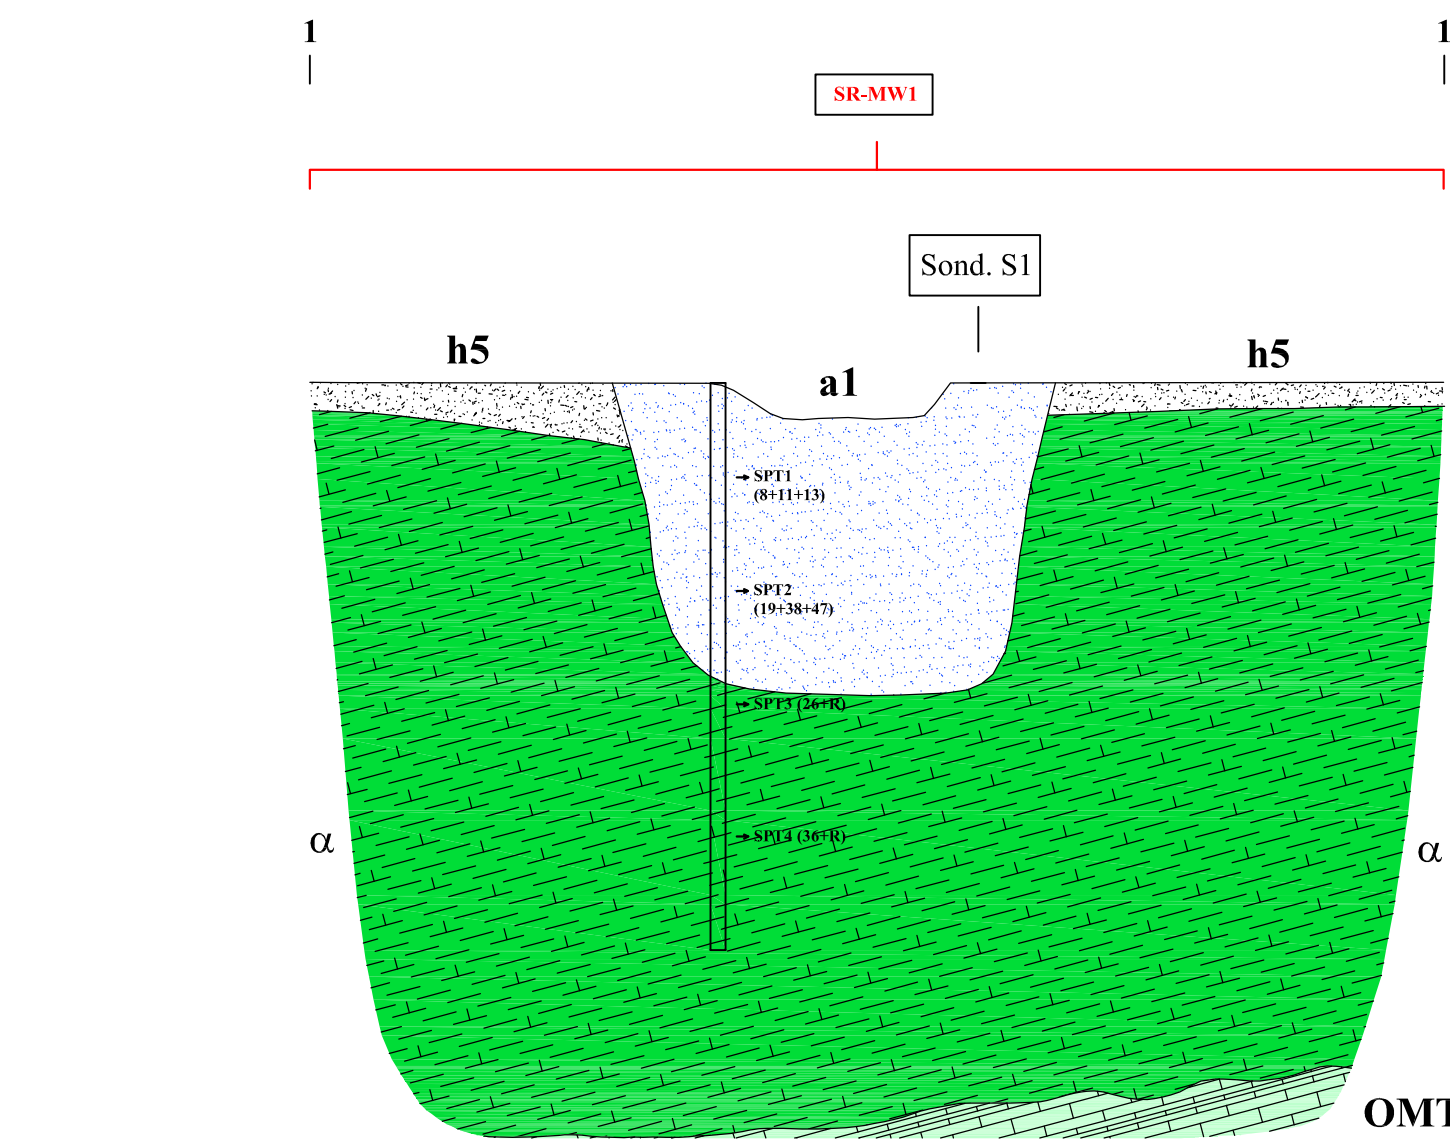 1 1
SR-MW1
Sond. S1
h5 h5
a1
SPT1
(8+11+13)
SPT2
(19+38+47)
SPT3 (26+R)
SPT4 (36+R)
α α
OMT